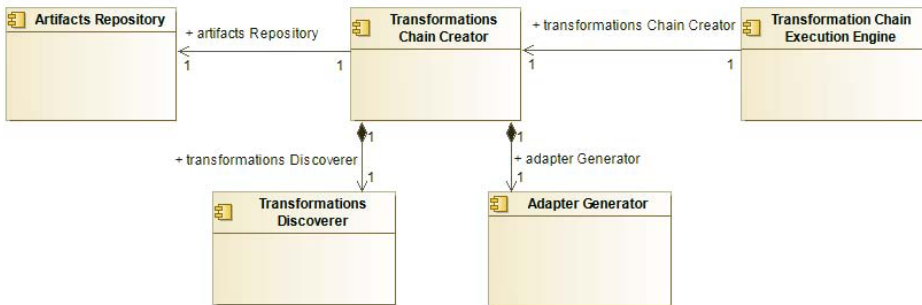 Artifacts Repository
+ artifacts Repository
1
1
Transformations
Chain Creator
+ transformations Chain Creator
1
1
Transformation Chain
Execution Engine
1
+ transformations Discoverer
1
1
+ adapter Generator
1
Transformations
Discoverer
Adapter Generator